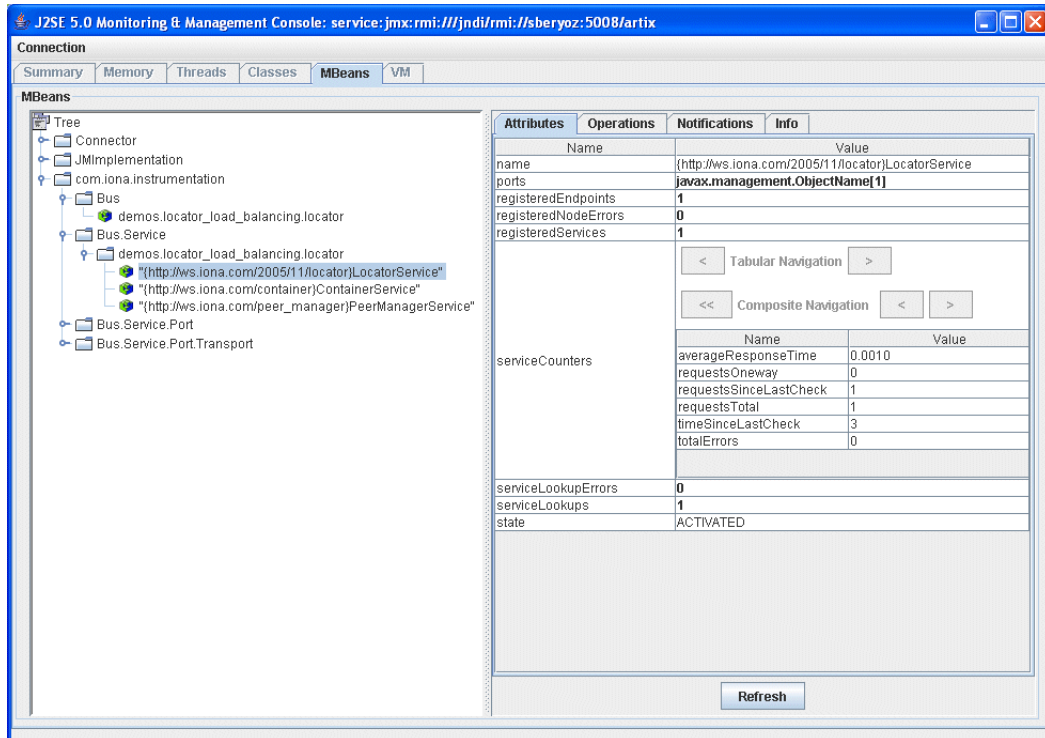 J2SE 5.0 Monitoring & Management Console: service:jmx:rmi:///jndi/rmi://sberyoz:5008/artix
Connection
Summary Memory Threads Classes MBeans VM
MBeans
Tree
Connector
JMImplementation
com.iona.instrumentation
Bus
demos.locator_load_balancing.locator
Bus.Service
demos.locator_load_balancing.locator
"{http://ws.iona.com/2005/11/locator}LocatorService"
"{http://ws.iona.com/container}ContainerService"
"{http://ws.iona.com/peer_manager}PeerManagerService"
Bus.Service.Port
Bus.Service.Port.Transport
Attributes Operations Notifications Info
Name Value
name {http://ws.iona.com/2005/11/locator}LocatorService
ports javax.management.ObjectName[1]
registeredEndpoints 1
registeredNodeErrors 0
registeredServices 1
< Tabular Navigation >
<< Composite Navigation < >
serviceCounters
Name Value
averageResponseTime 0.0010
requestsOneway 0
requestsSinceLastCheck 1
requestsTotal 1
timeSinceLastCheck 3
totalErrors 0
serviceLookupErrors 0
serviceLookups 1
state ACTIVATED
Refresh